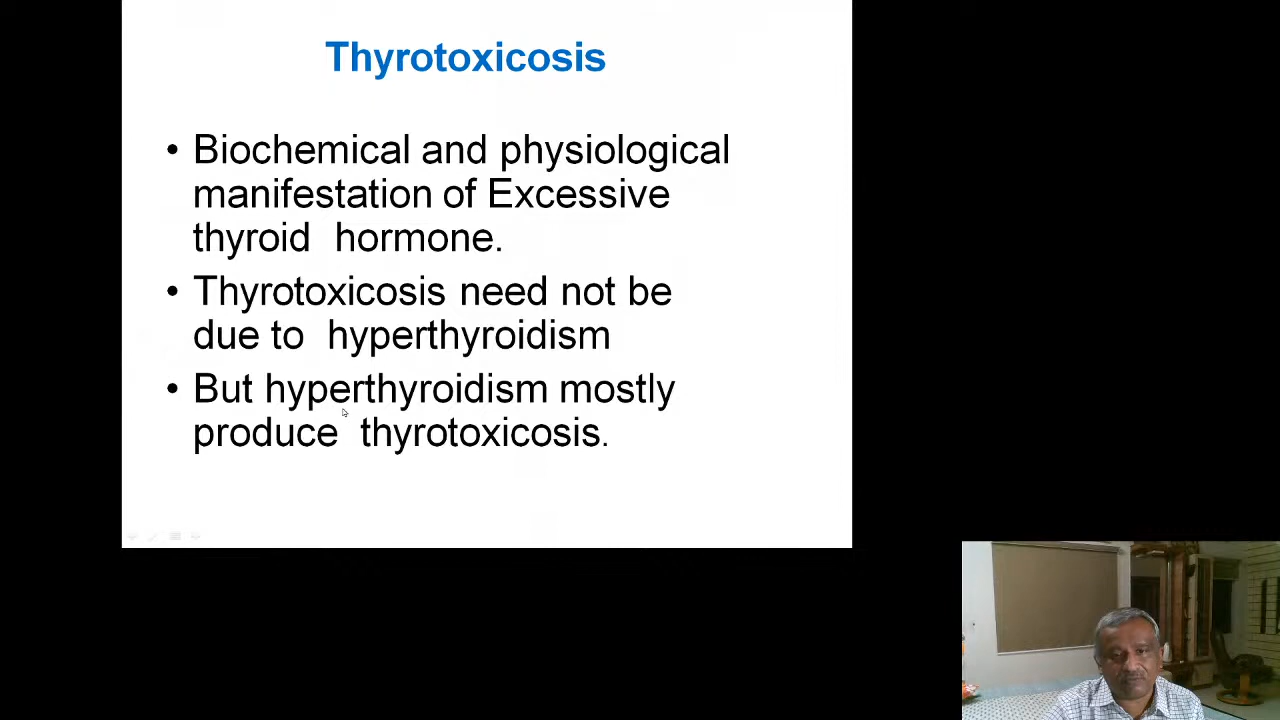 Thyrotoxicosis
• Biochemical and physiological
manifestation of Excessive
thyroid hormone.
• Thyrotoxicosis need not be
due to hyperthyroidism
• But hyperthyroidism mostly
produce thyrotoxicosis.